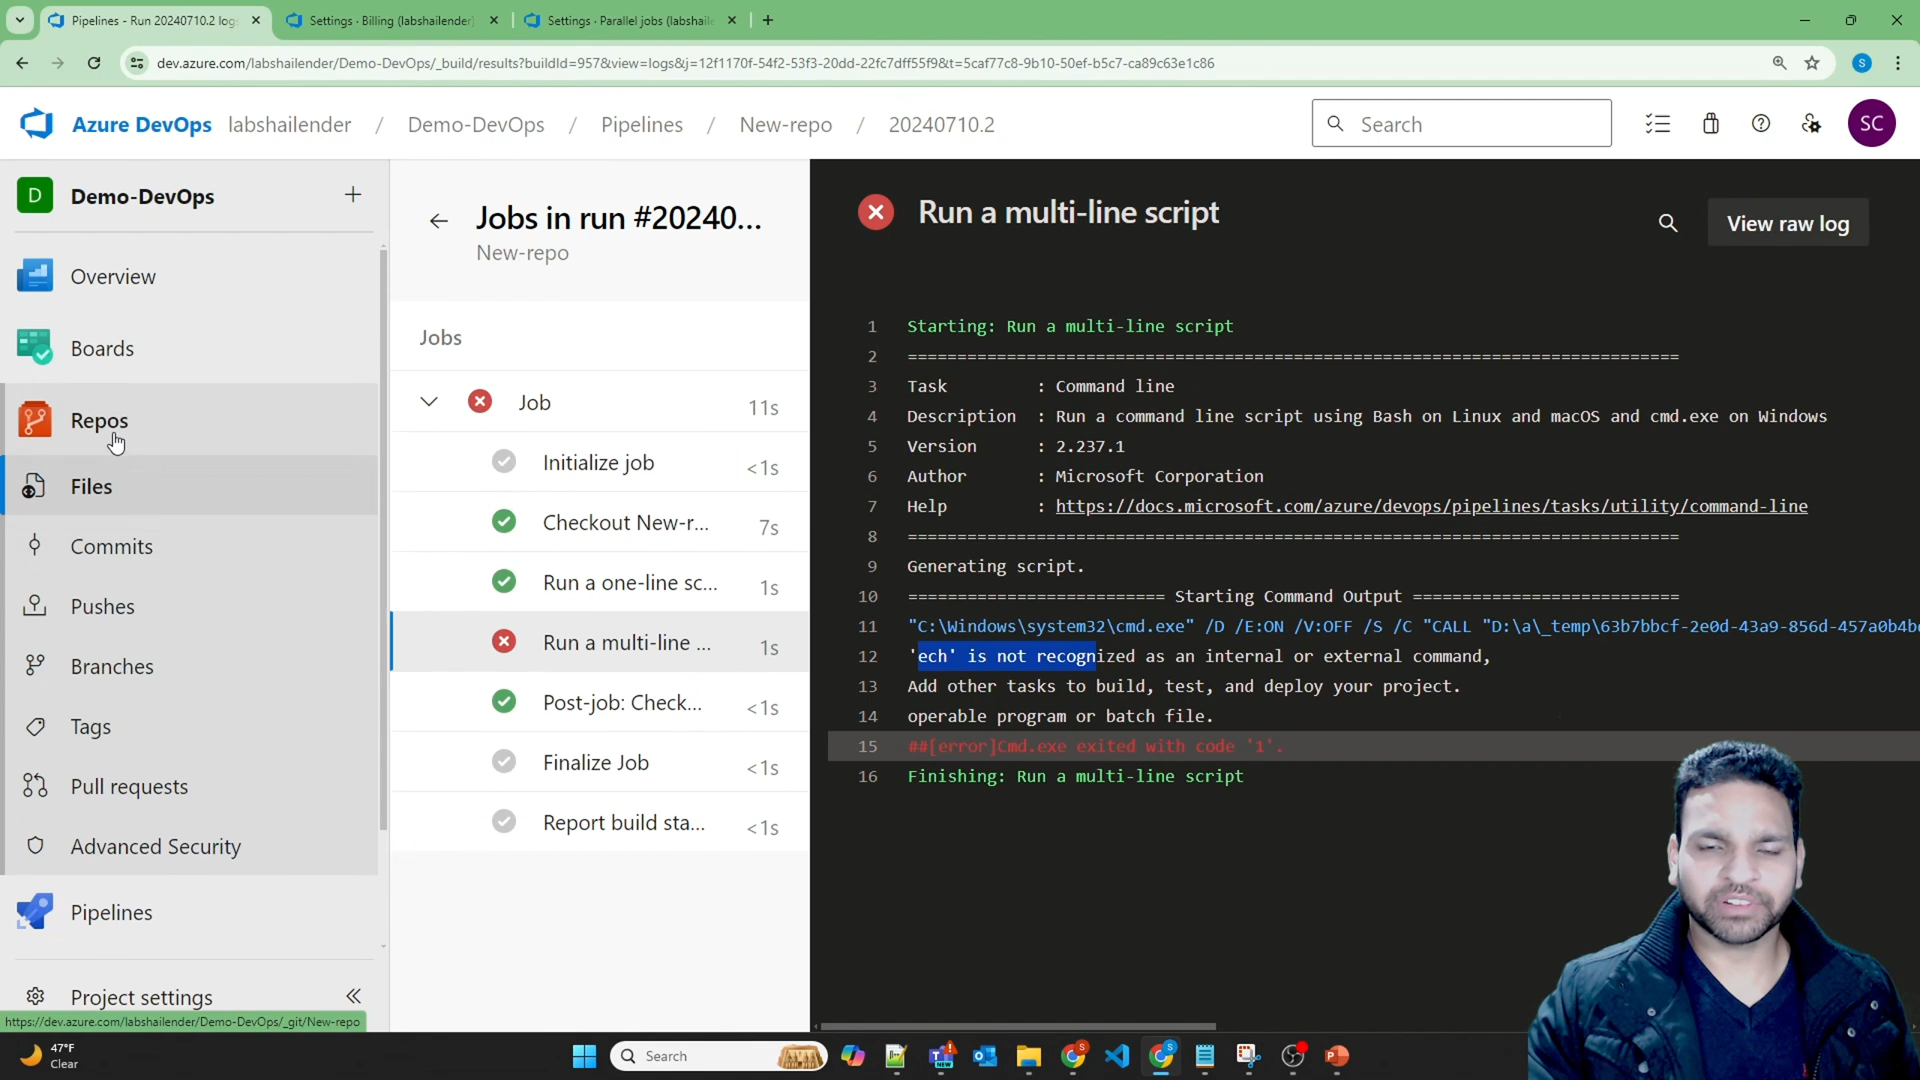 Pipelines - Run 20240710.2 log
Settings · Billing (labshailender)
Settings · Parallel jobs (labshaile
dev.azure.com/labshailender/Demo-DevOps/_build/results?buildId=957&view=logs&j=12f1170f-54f2-53f3-20dd-22fc7dff55f9&t=5caf77c8-9b10-50ef-b5c7-ca89c63e1c86
S
Azure DevOps labshailender / Demo-DevOps / Pipelines / New-repo / 20240710.2
Search
SC
D Demo-DevOps
Overview
Boards
Repos
Files
Commits
Pushes
Branches
Tags
Pull requests
Advanced Security
Pipelines
Project settings
https://dev.azure.com/labshailender/Demo-DevOps/_git/New-repo
Jobs in run #20240...
New-repo
Jobs
Job 11s
Initialize job <1s
Checkout New-r... 7s
Run a one-line sc... 1s
Run a multi-line ... 1s
Post-job: Check... <1s
Finalize Job <1s
Report build sta... <1s
Run a multi-line script
View raw log
1 Starting: Run a multi-line script
2 ==============================================================================
3 Task : Command line
4 Description : Run a command line script using Bash on Linux and macOS and cmd.exe on Windows
5 Version : 2.237.1
6 Author : Microsoft Corporation
7 Help : https://docs.microsoft.com/azure/devops/pipelines/tasks/utility/command-line
8 ==============================================================================
9 Generating script.
10 ========================== Starting Command Output ===========================
11 "C:\Windows\system32\cmd.exe" /D /E:ON /V:OFF /S /C "CALL "D:\a\_temp\63b7bbcf-2e0d-43a9-856d-457a0b4b
12 'ech' is not recognized as an internal or external command,
13 Add other tasks to build, test, and deploy your project.
14 operable program or batch file.
15 ##[error]Cmd.exe exited with code '1'.
16 Finishing: Run a multi-line script
47°F
Clear
Search
NEW